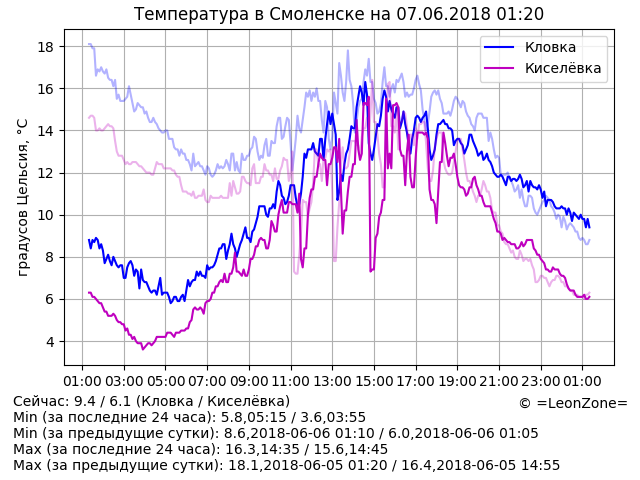 Температура в Смоленске на 07.06.2018 01:20
градусов Цельсия, °C
18
16
14
12
10
8
6
4
Кловка
Киселёвка
01:00 03:00 05:00 07:00 09:00 11:00 13:00 15:00 17:00 19:00 21:00 23:00 01:00
Сейчас: 9.4 / 6.1 (Кловка / Киселёвка)
© =LeonZone=
Min (за последние 24 часа): 5.8,05:15 / 3.6,03:55
Min (за предыдущие сутки): 8.6,2018-06-06 01:10 / 6.0,2018-06-06 01:05
Max (за последние 24 часа): 16.3,14:35 / 15.6,14:45
Max (за предыдущие сутки): 18.1,2018-06-05 01:20 / 16.4,2018-06-05 14:55